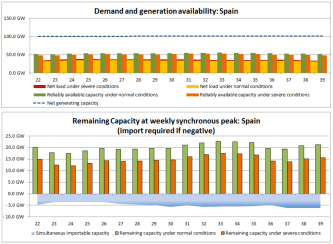 Demand and generation availability: Spain
150.0 GW
100.0 GW
50.0 GW
0.0 GW
22 23 24 25 26 27 28 29 30 31 32 33 34 35 36 37 38 39
Net load under severe conditions
Net load under normal conditions
Reliably available capacity under normal conditions
Reliably available capacity under severe conditions
Net generating capacity
Remaining Capacity at weekly synchronous peak: Spain
(import required if negative)
25.0 GW
20.0 GW
15.0 GW
10.0 GW
5.0 GW
0.0 GW
-5.0 GW
-10.0 GW
22 23 24 25 26 27 28 29 30 31 32 33 34 35 36 37 38 39
Simultaneous importable capacity
Remaining capacity under normal conditions
Remaining capacity under severe conditions